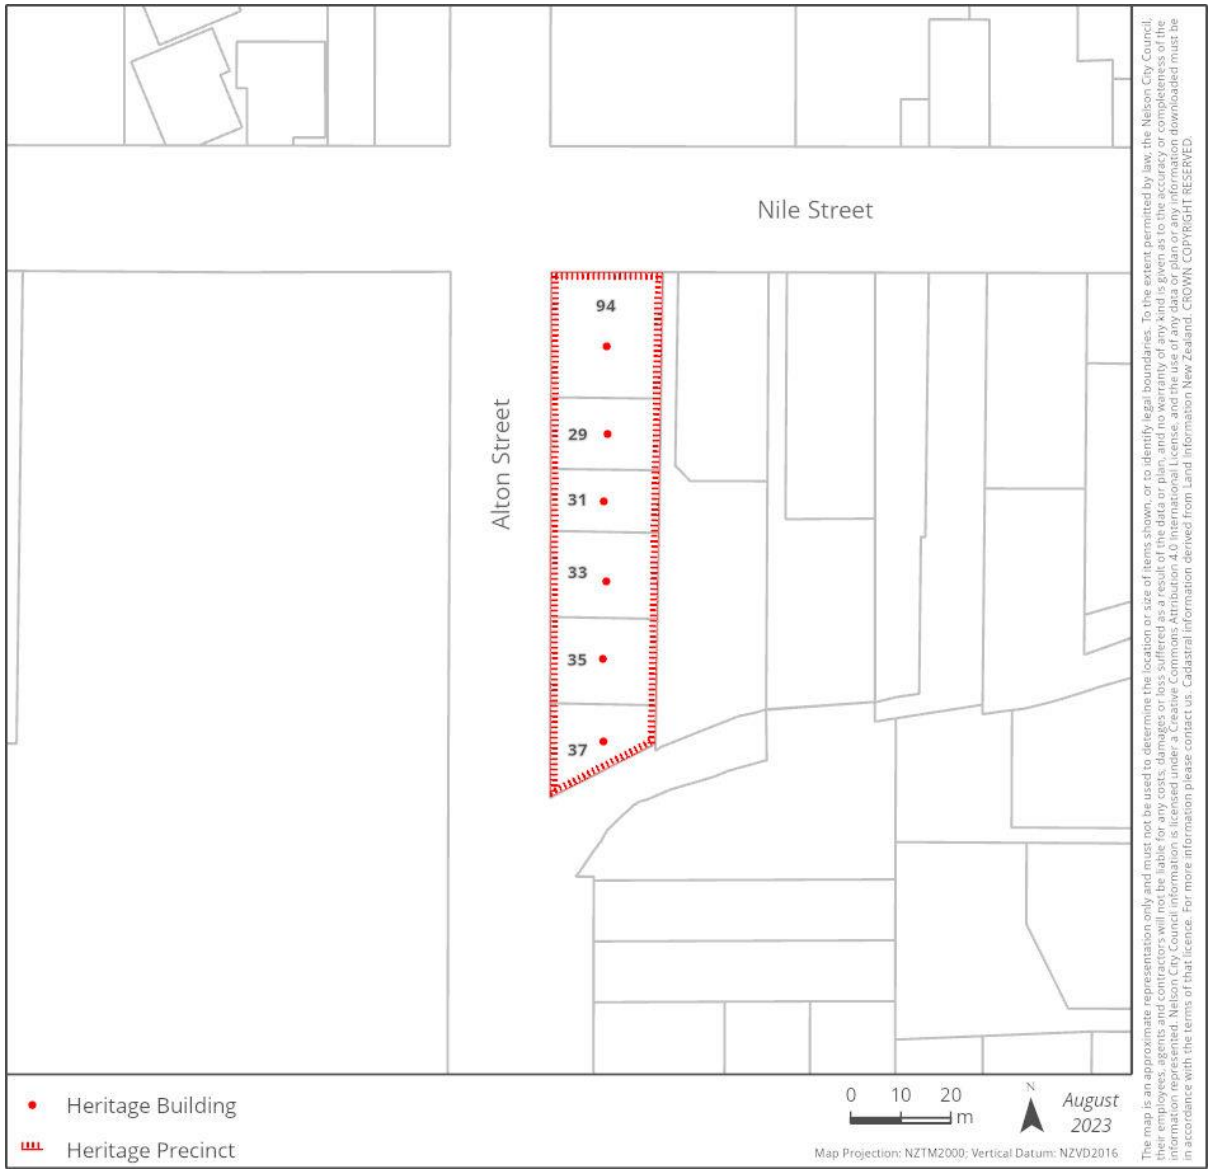 Nile Street
94
Alton Street
29
31
33
35
37
Heritage Building
Heritage Precinct
0 10 20
m
N
August
2023
Map Projection: NZTM2000; Vertical Datum: NZVD2016
The map is an approximate representation only and must not be used to determine the location or size of items shown, or to identify legal boundaries. To the extent permitted by law, the Nelson City Council,
their employees, agents and contractors will not be liable for any costs, damages or loss suffered as a result of the data or plan, and no warranty of any kind is given as to the accuracy or completeness of the
information represented. Nelson City Council information is licensed under a Creative Commons Attribution 4.0 International License, and the use of any data or plan or any information downloaded must be
in accordance with the terms of that licence. For more information please contact us. Cadastral information derived from Land Information New Zealand. CROWN COPYRIGHT RESERVED.